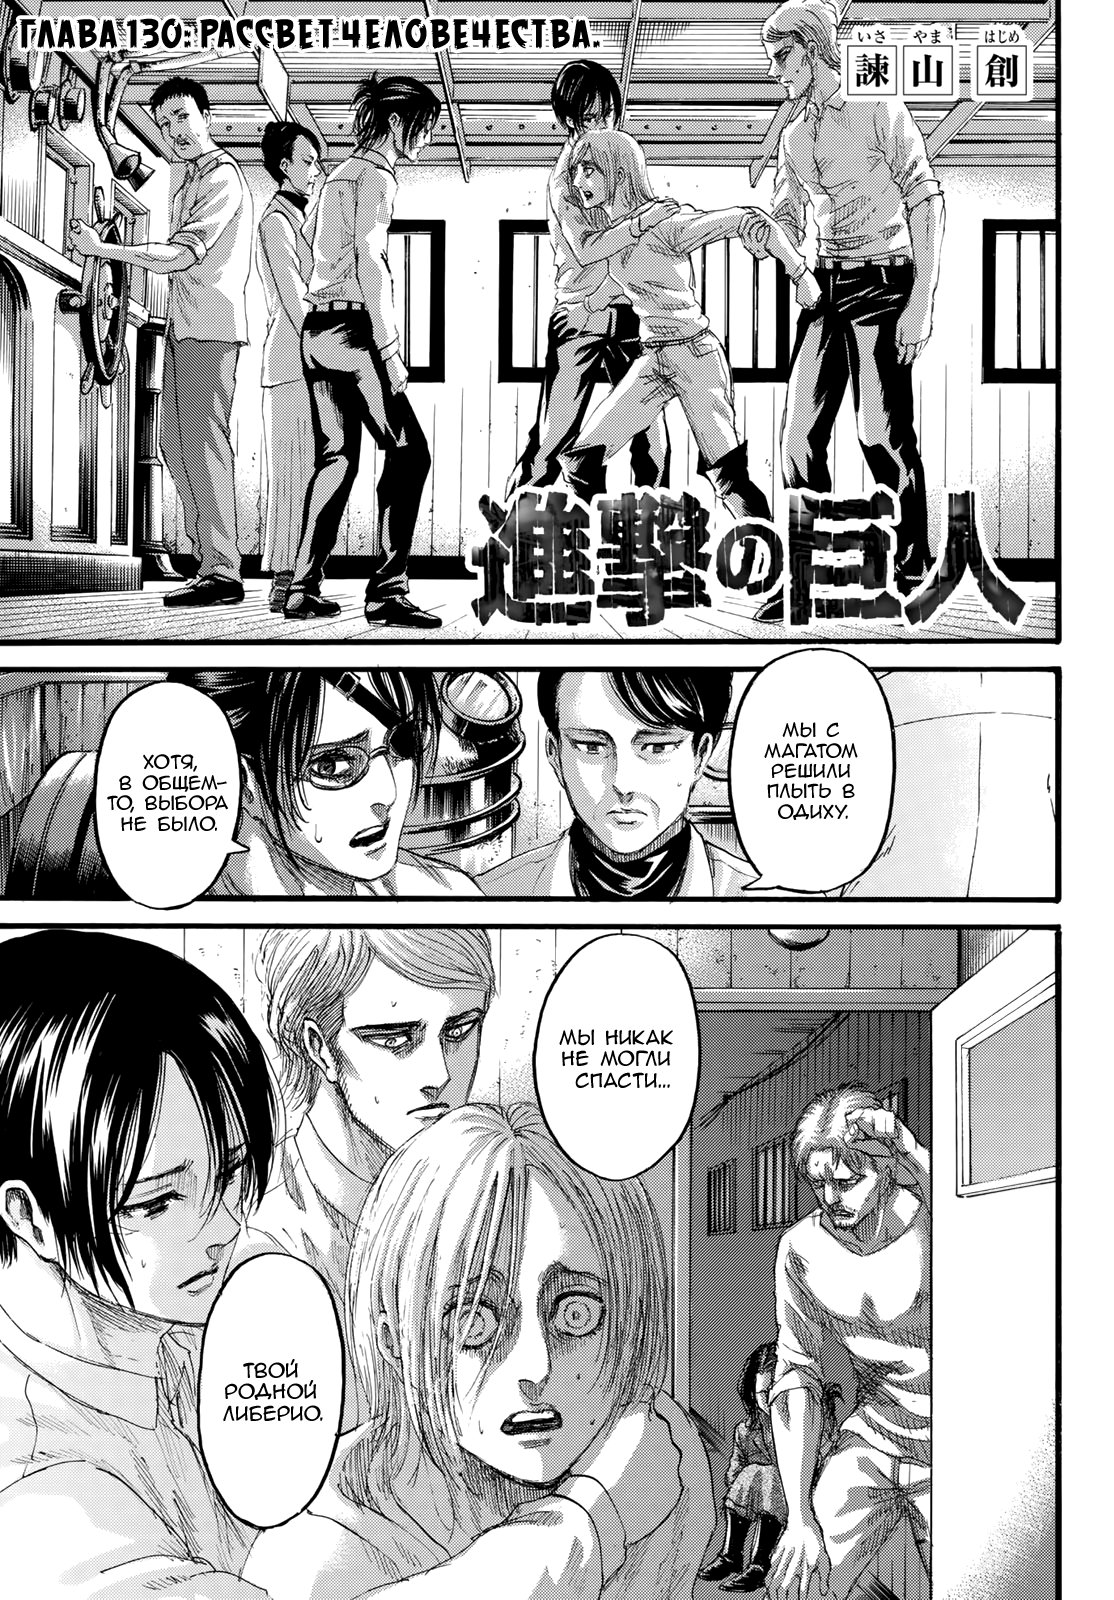 ГЛАВА 130: РАССВЕТ ЧЕЛОВЕЧЕСТВА.
いさ やま はじめ
諫山創
進撃の巨人
МЫ С
МАГАТОМ
РЕШИЛИ
ПЛЫТЬ В
ОДИХУ.
ХОТЯ,
В ОБЩЕМ-
ТО, ВЫБОРА
НЕ БЫЛО.
МЫ НИКАК
НЕ МОГЛИ
СПАСТИ...
ТВОЙ
РОДНОЙ
ЛИБЕРИО.